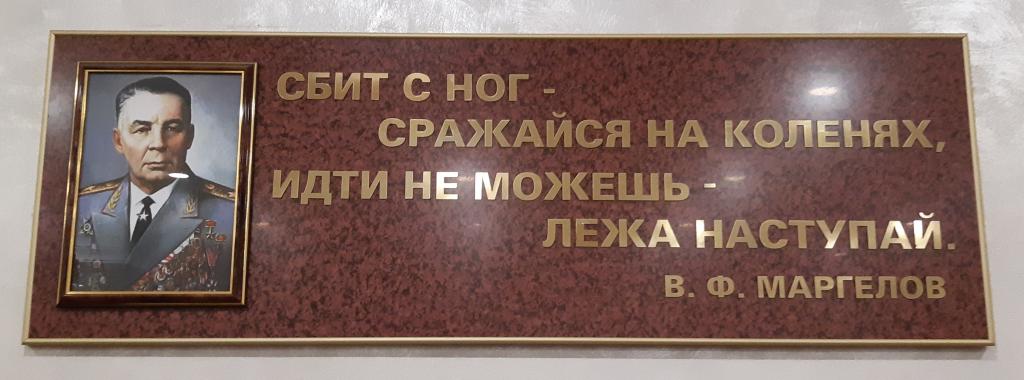 СБИТ С НОГ -
СРАЖАЙСЯ НА КОЛЕНЯХ,
ИДТИ НЕ МОЖЕШЬ -
ЛЕЖА НАСТУПАЙ.
В. Ф. МАРГЕЛОВ